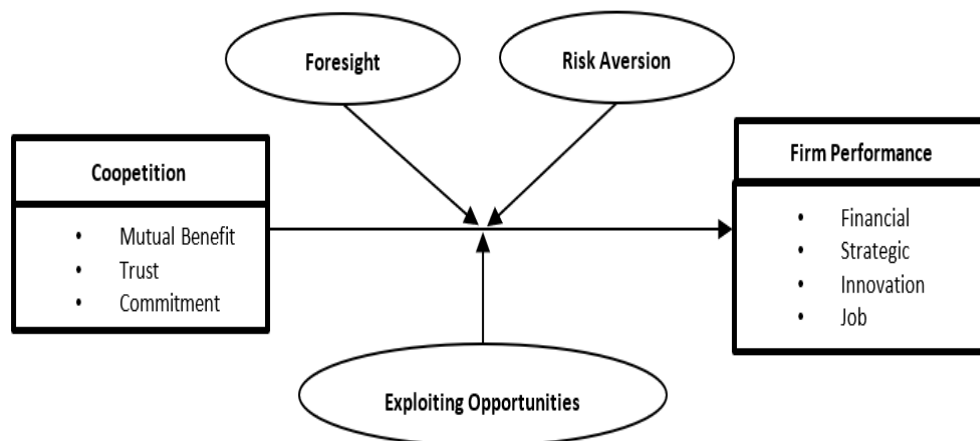 Foresight
Risk Aversion
Coopetition
• Mutual Benefit
• Trust
• Commitment
Firm Performance
• Financial
• Strategic
• Innovation
• Job
Exploiting Opportunities